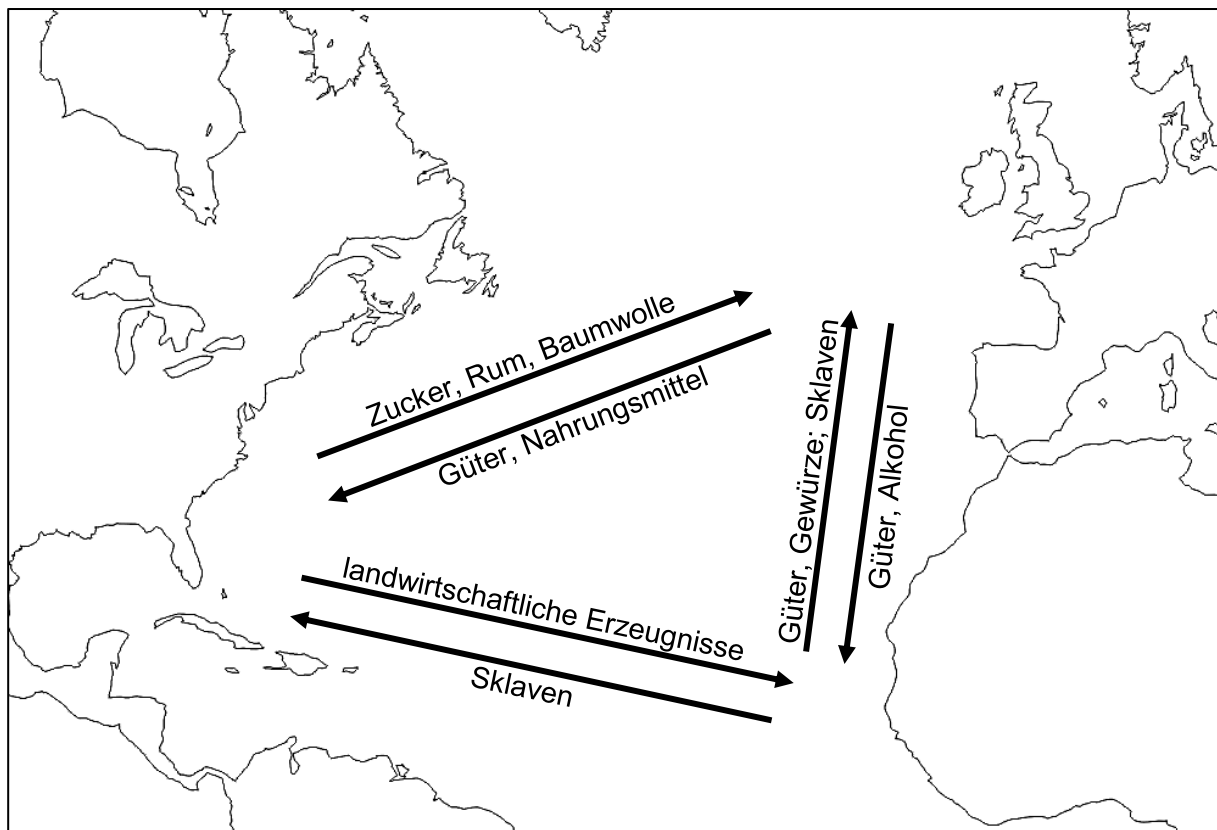 Zucker, Rum, Baumwolle
Güter, Nahrungsmittel
Güter, Gewürze; Sklaven
Güter, Alkohol
landwirtschaftliche Erzeugnisse
Sklaven